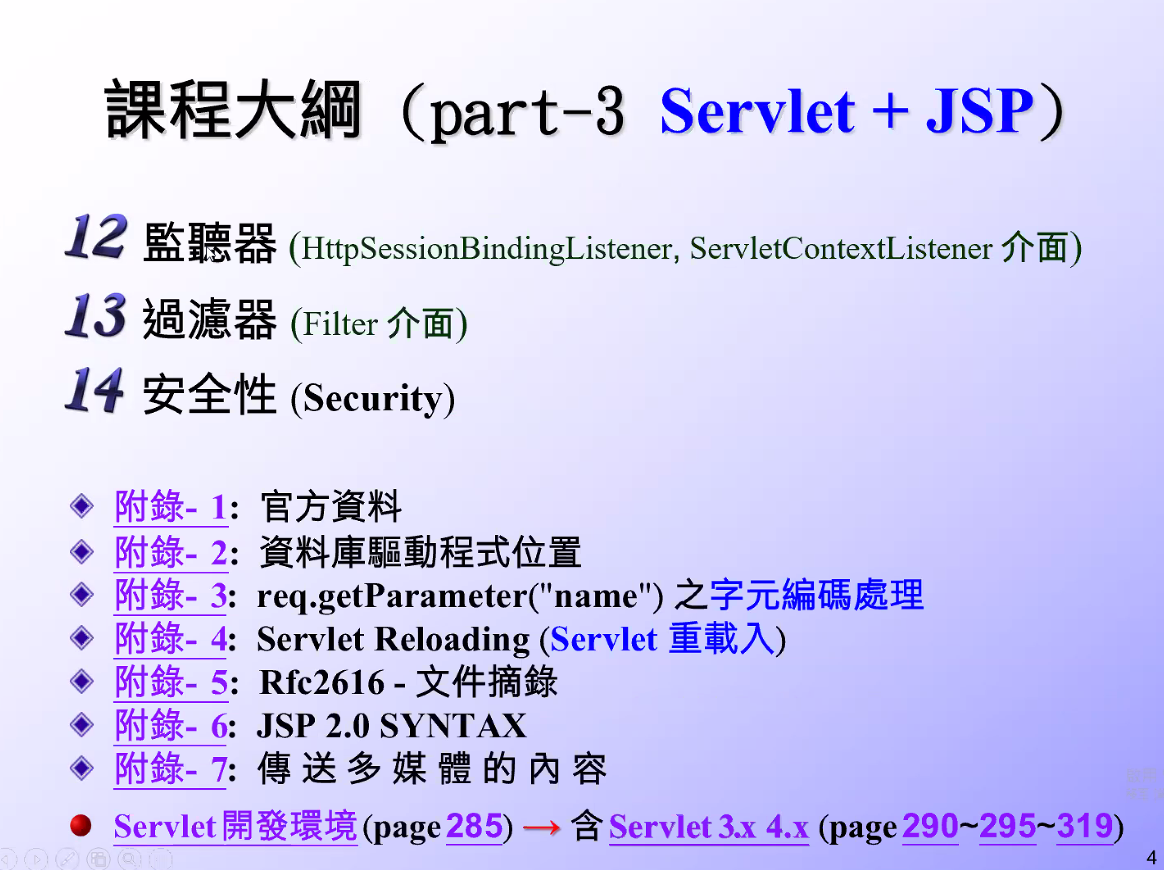 課程大綱（part-3 Servlet + JSP）
12 監聽器 (HttpSessionBindingListener, ServletContextListener 介面)
13 過濾器 (Filter 介面)
14 安全性 (Security)
附錄- 1: 官方資料
附錄- 2: 資料庫驅動程式位置
附錄- 3: req.getParameter("name") 之字元編碼處理
附錄- 4: Servlet Reloading (Servlet 重載入)
附錄- 5: Rfc2616 - 文件摘錄
附錄- 6: JSP 2.0 SYNTAX
附錄- 7: 傳 送 多 媒 體 的 內 容
Servlet 開發環境 (page 285) → 含 Servlet 3.x 4.x (page 290~295~319)
4